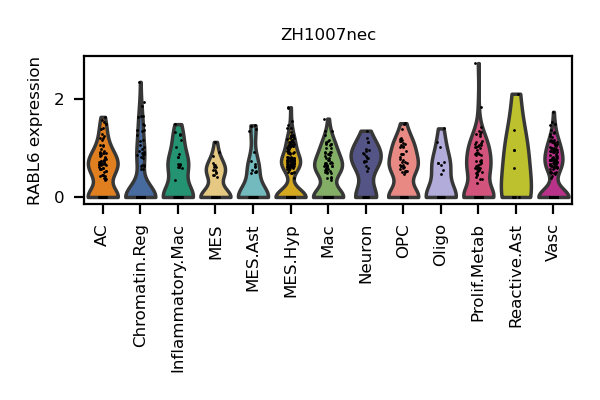 ZH1007nec
RABL6 expression
2
0
AC
Chromatin.Reg
Inflammatory.Mac
MES
MES.Ast
MES.Hyp
Mac
Neuron
OPC
Oligo
Prolif.Metab
Reactive.Ast
Vasc